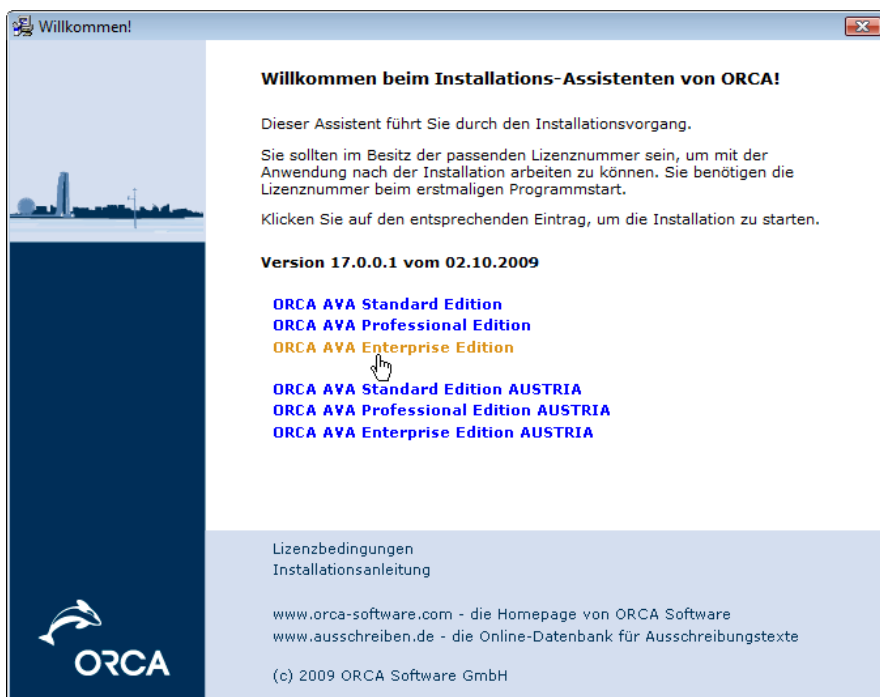 Willkommen!
Willkommen beim Installations-Assistenten von ORCA!
Dieser Assistent führt Sie durch den Installationsvorgang.
Sie sollten im Besitz der passenden Lizenznummer sein, um mit der
Anwendung nach der Installation arbeiten zu können. Sie benötigen die
Lizenznummer beim erstmaligen Programmstart.
Klicken Sie auf den entsprechenden Eintrag, um die Installation zu starten.
Version 17.0.0.1 vom 02.10.2009
ORCA AVA Standard Edition
ORCA AVA Professional Edition
ORCA AVA Enterprise Edition
ORCA AVA Standard Edition AUSTRIA
ORCA AVA Professional Edition AUSTRIA
ORCA AVA Enterprise Edition AUSTRIA
Lizenzbedingungen
Installationsanleitung
www.orca-software.com - die Homepage von ORCA Software
www.ausschreiben.de - die Online-Datenbank für Ausschreibungstexte
(c) 2009 ORCA Software GmbH
ORCA